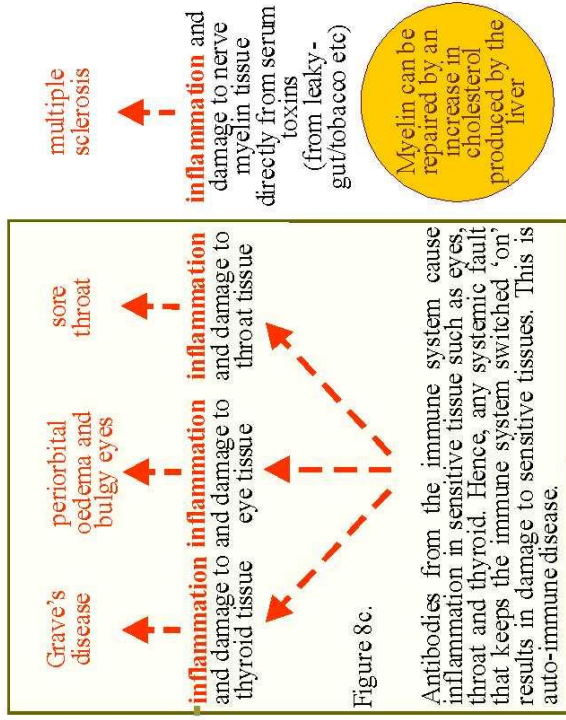 Grave's
disease
periorbital
oedema and
bulgy eyes
sore
throat
inflammation
and damage to
thyroid tissue
inflammation
and damage to
eye tissue
inflammation
and damage to
throat tissue
Figure 8c.
Antibodies from the immune system cause
inflammation in sensitive tissue such as eyes,
throat and thyroid. Hence, any systemic fault
that keeps the immune system switched 'on'
results in damage to sensitive tissues. This is
auto-immune disease.
multiple
sclerosis
inflammation and
damage to nerve
myelin tissue
directly from serum
toxins
(from leaky-
gut/tobacco etc)
Myelin can be
repaired by an
increase in
cholesterol
produced by the
liver